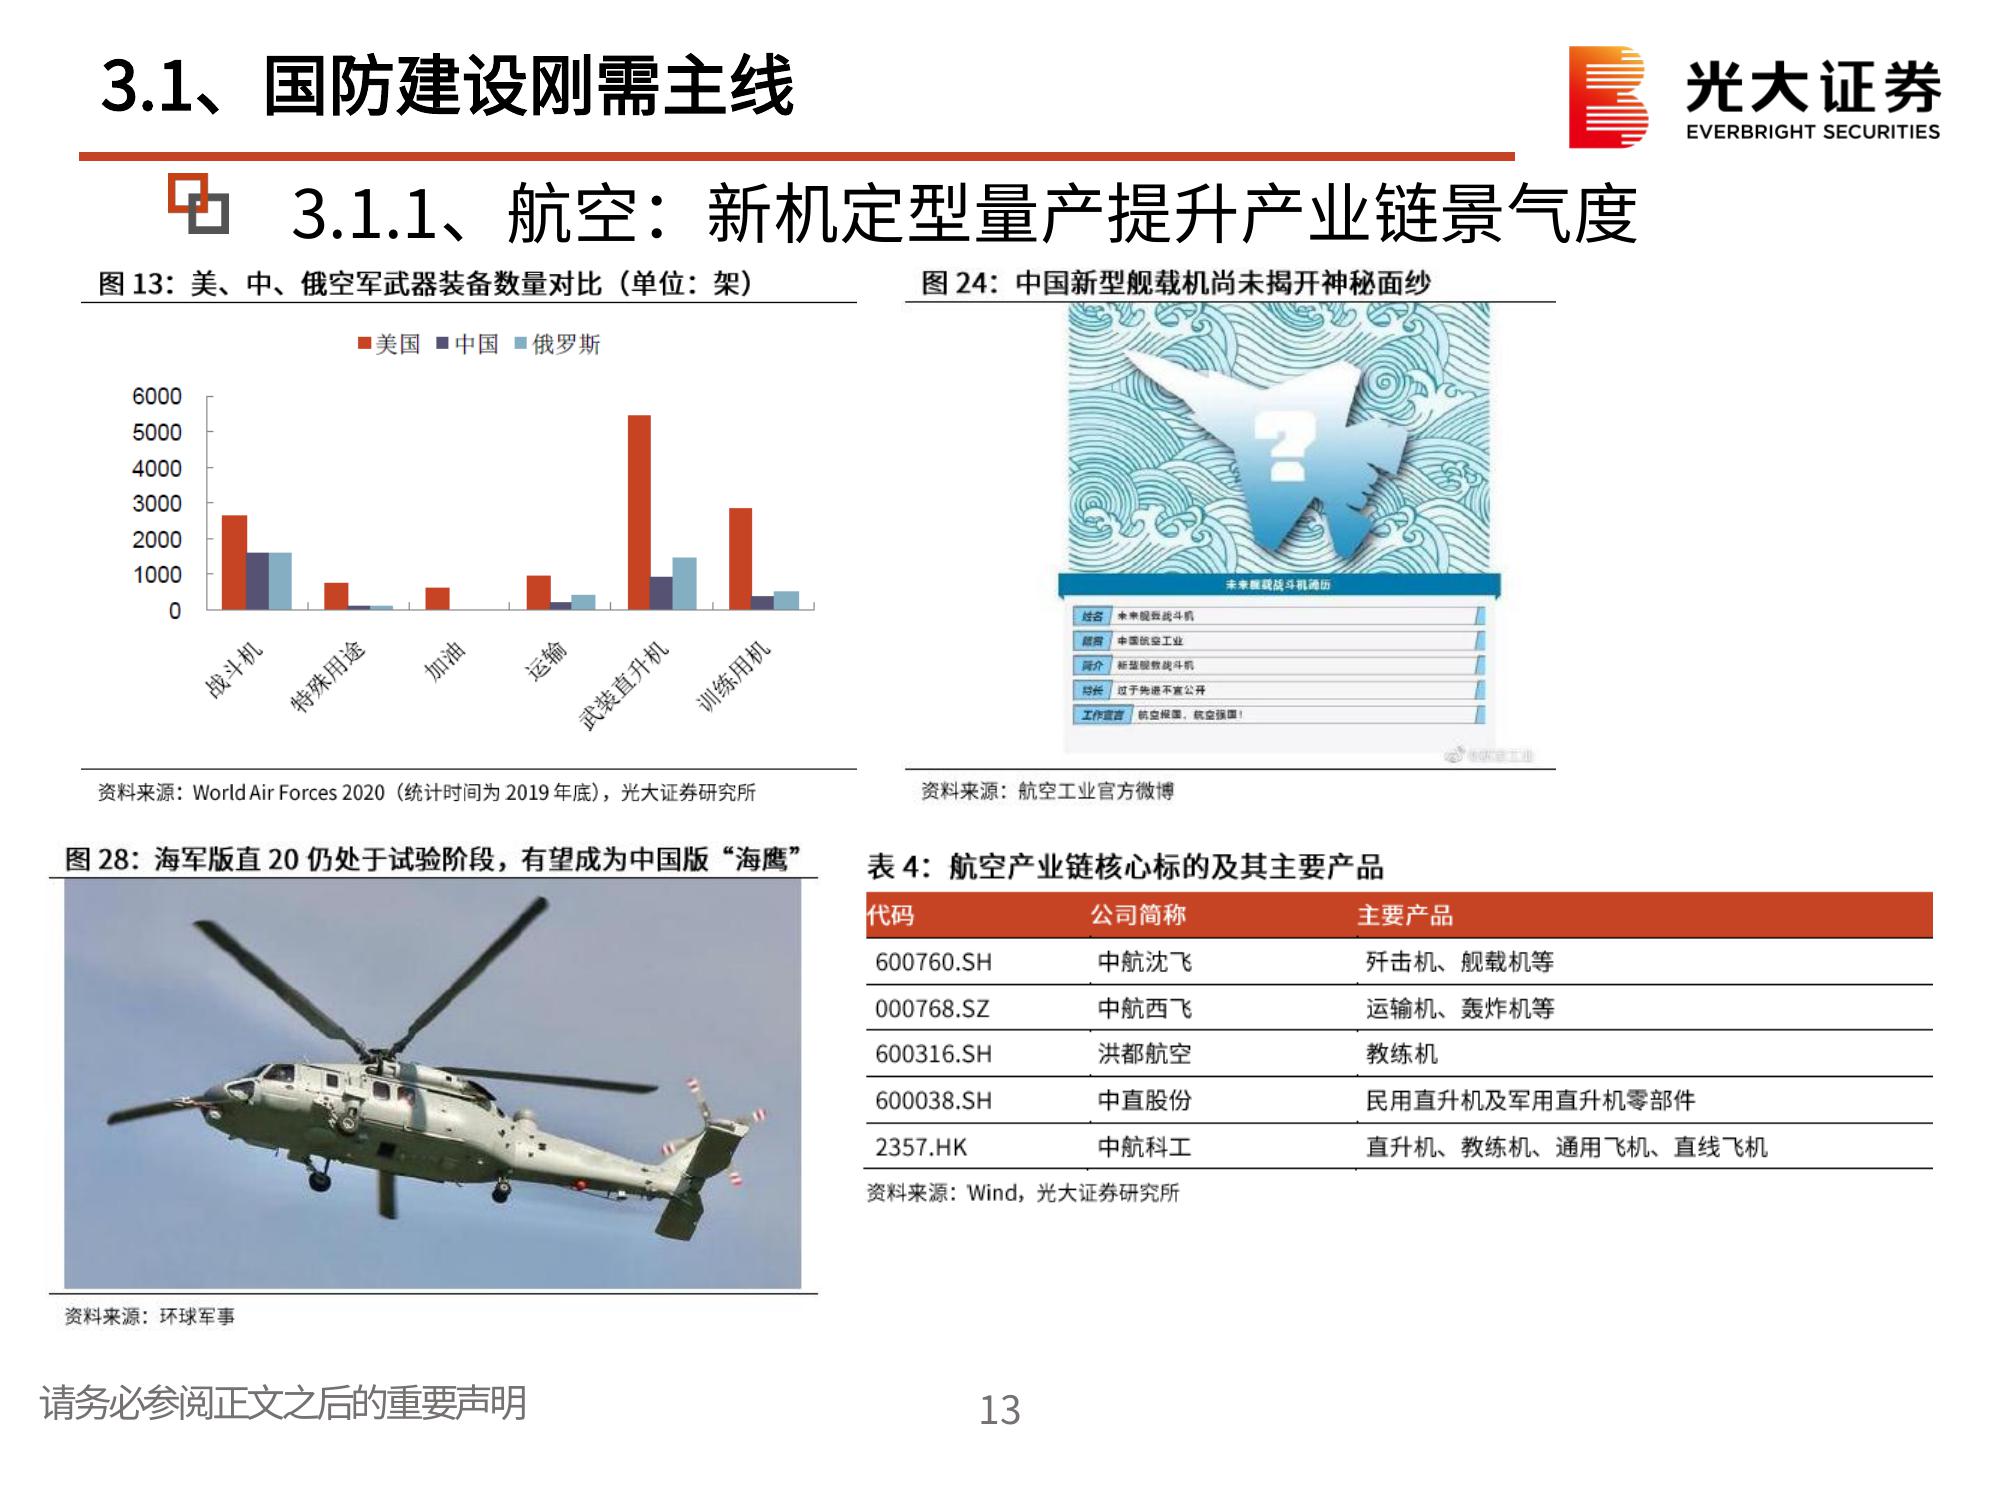 3.1、国防建设刚需主线
光大证券
EVERBRIGHT SECURITIES
3.1.1、航空：新机定型量产提升产业链景气度
图 13：美、中、俄空军武器装备数量对比（单位：架）
美国 中国 俄罗斯
6000
5000
4000
3000
2000
1000
0
战斗机
特殊用途
加油
运输
武装直升机
训练用机
资料来源：World Air Forces 2020（统计时间为 2019 年底），光大证券研究所
图 24：中国新型舰载机尚未揭开神秘面纱
?
未来舰载战斗机简历
姓名 未来舰载战斗机
中国航空工业
简介 新型舰载战斗机
特长 过于先进不宜公开
工作宣言 航空报国，航空强国！
资料来源：航空工业官方微博
图 28：海军版直 20 仍处于试验阶段，有望成为中国版“海鹰”
资料来源：环球军事
表 4：航空产业链核心标的及其主要产品
代码 公司简称 主要产品
600760.SH 中航沈飞 歼击机、舰载机等
000768.SZ 中航西飞 运输机、轰炸机等
600316.SH 洪都航空 教练机
600038.SH 中直股份 民用直升机及军用直升机零部件
2357.HK 中航科工 直升机、教练机、通用飞机、直线飞机
资料来源：Wind，光大证券研究所
请务必参阅正文之后的重要声明
13